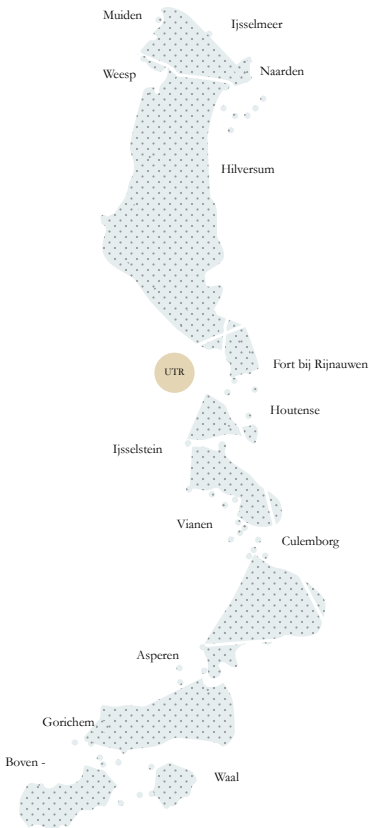 Muiden
Ijsselmeer
Weesp
Naarden
Hilversum
Fort bij Rijnauwen
UTR
Houtense
Ijsselstein
Vianen
Culemborg
Asperen
Gorichem
Boven -
Waal